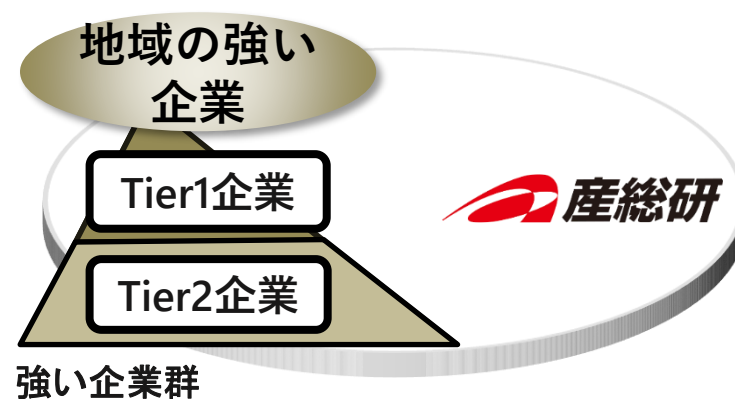 地域の強い
企業
Tier1企業
産総研
Tier2企業
強い企業群